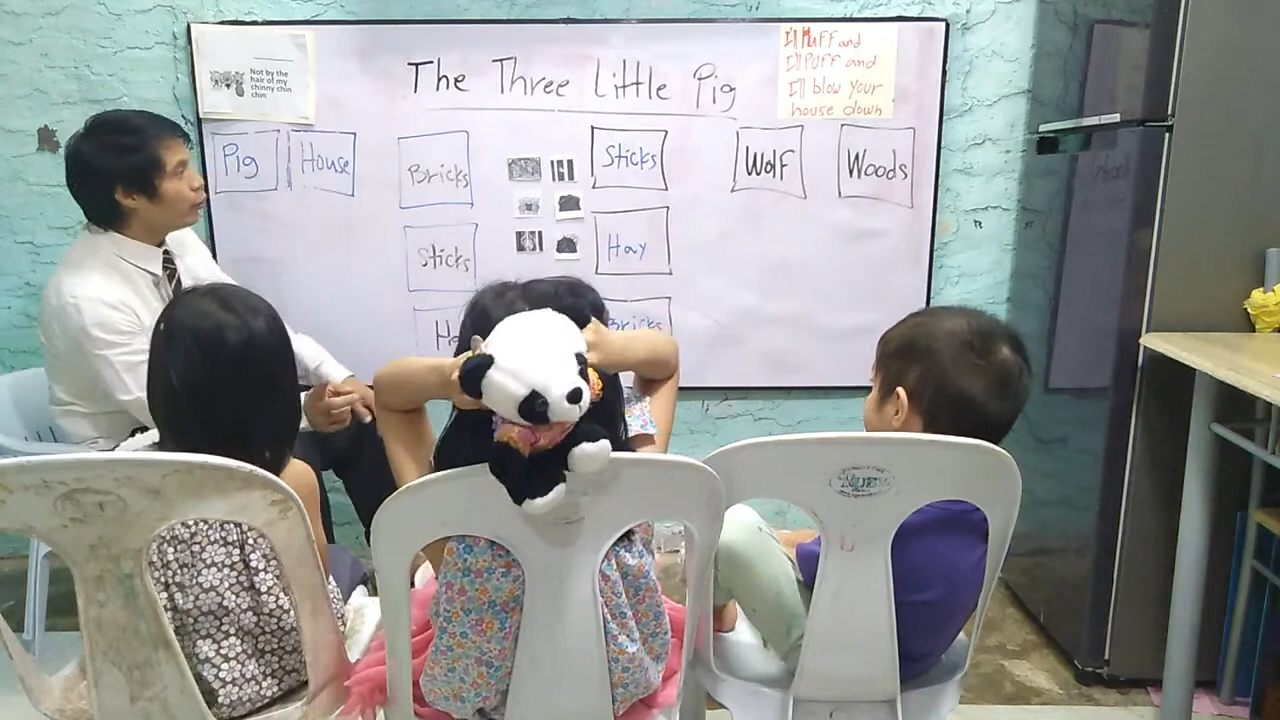 Not by the
hair of my
chinny chin
chin
The Three Little Pig
I'll HuFF and
I'll PUFF and
I'll blow your
house down
Pig
House
Bricks
Sticks
Sticks
Hay
Bricks
Wolf
Woods